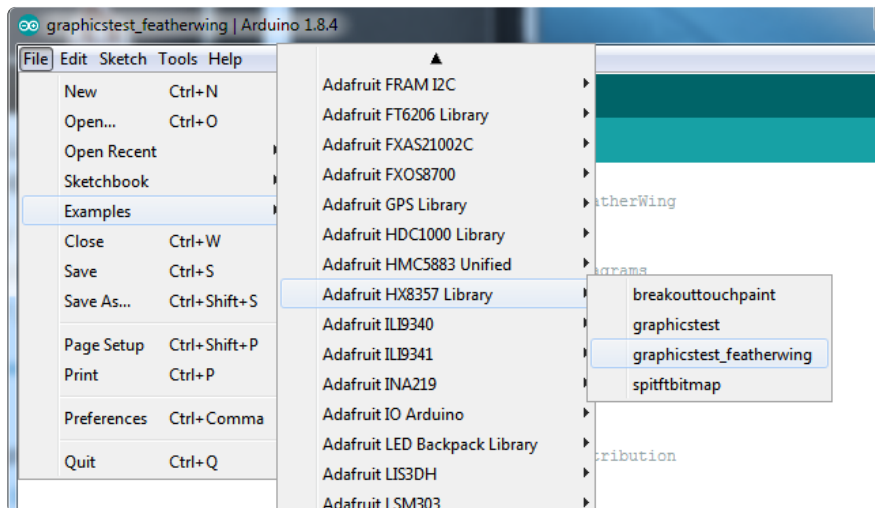 graphicstest_featherwing | Arduino 1.8.4
File Edit Sketch Tools Help
New Ctrl+N
Open... Ctrl+O
Open Recent
Sketchbook
Examples
Close Ctrl+W
Save Ctrl+S
Save As... Ctrl+Shift+S
Page Setup Ctrl+Shift+P
Print Ctrl+P
Preferences Ctrl+Comma
Quit Ctrl+Q
Adafruit FRAM I2C
Adafruit FT6206 Library
Adafruit FXAS21002C
Adafruit FXOS8700
Adafruit GPS Library
Adafruit HDC1000 Library
Adafruit HMC5883 Unified
Adafruit HX8357 Library
Adafruit ILI9340
Adafruit ILI9341
Adafruit INA219
Adafruit IO Arduino
Adafruit LED Backpack Library
Adafruit LIS3DH
Adafruit LSM303
breakouttouchpaint
graphicstest
graphicstest_featherwing
spitftbitmap
atherWing
ograms
tribution